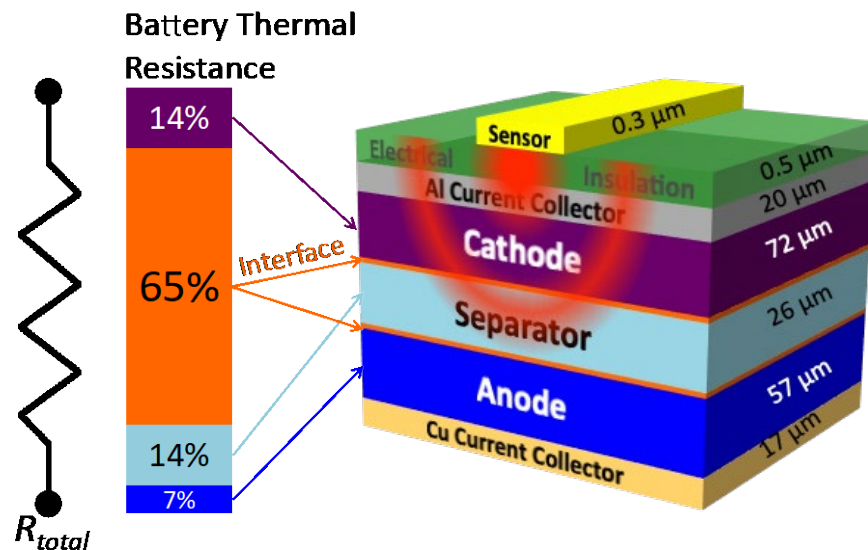 Battery Thermal
Resistance
14%
65%
14%
7%
R_total
Interface
Sensor
0.3 µm
Electrical
Insulation
0.5 µm
Al Current Collector
20 µm
Cathode
72 µm
Separator
26 µm
Anode
57 µm
Cu Current Collector
17 µm